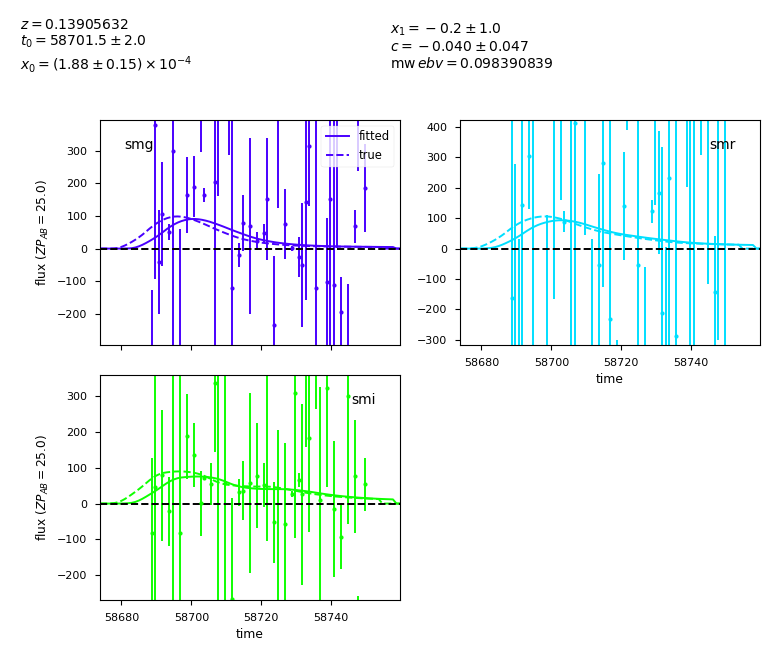 z = 0.13905632
t₀ = 58701.5 ± 2.0
x₀ = (1.88 ± 0.15) × 10⁻⁴
x₁ = −0.2 ± 1.0
c = −0.040 ± 0.047
mw ebv = 0.098390839
smg
fitted
true
300
200
100
0
−100
−200
flux (ZP_AB = 25.0)
smr
400
300
200
100
0
−100
−200
−300
58680 58700 58720 58740
time
smi
300
200
100
0
−100
−200
flux (ZP_AB = 25.0)
58680 58700 58720 58740
time